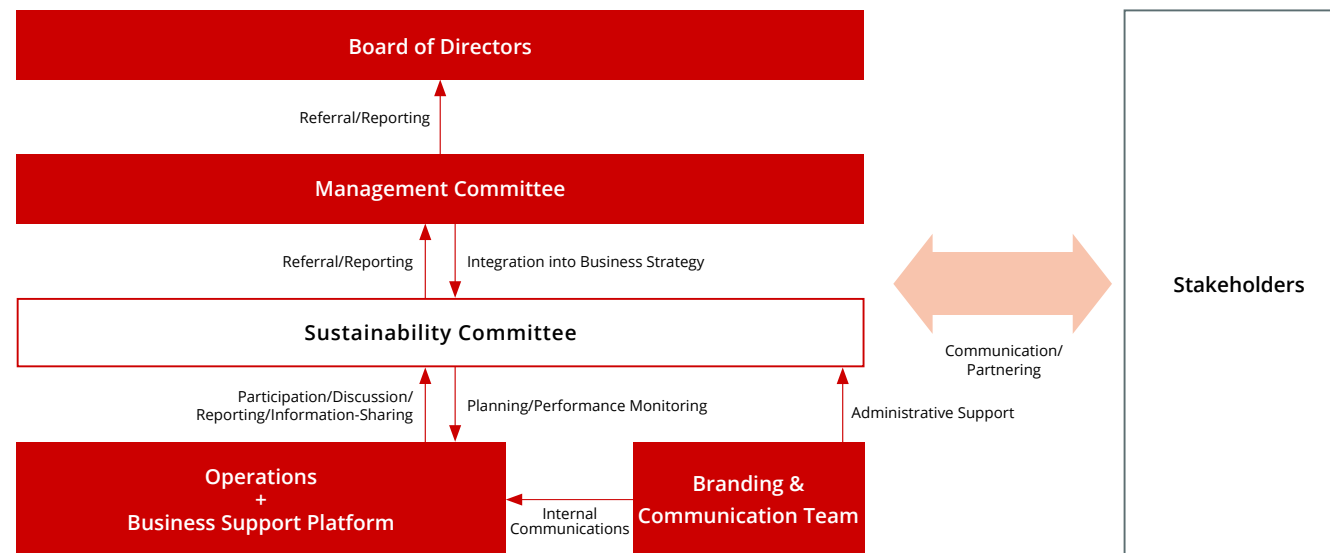 Board of Directors
Referral/Reporting
Management Committee
Referral/Reporting
Integration into Business Strategy
Stakeholders
Sustainability Committee
Communication/
Partnering
Participation/Discussion/
Reporting/Information-Sharing
Planning/Performance Monitoring
Administrative Support
Operations
+
Business Support Platform
Internal
Communications
Branding &
Communication Team